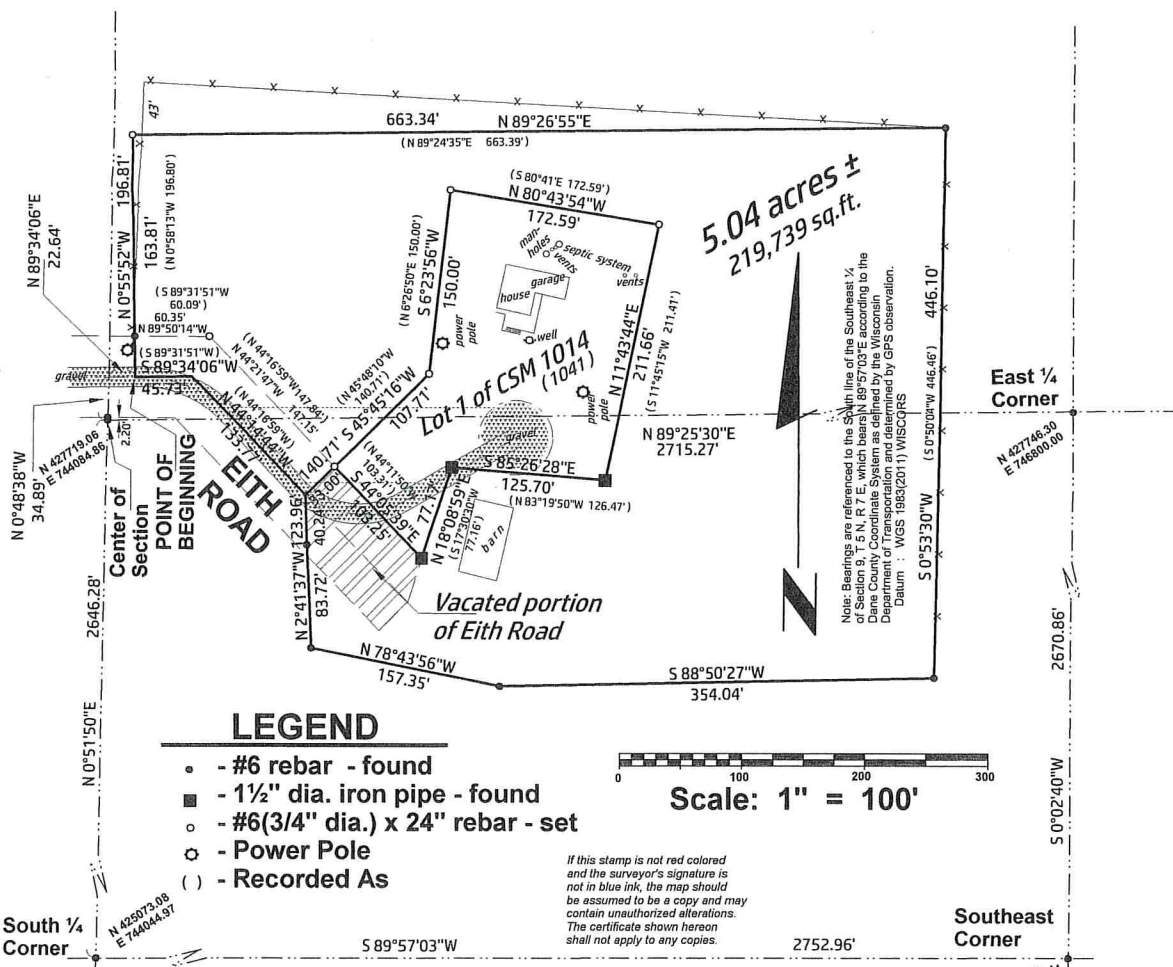 43'
663.34' N 89°26'55"E
(N 89°24'35"E 663.39')
196.81'
N 0°55'52"W
163.81'
(N 0°58'13"W 196.80')
N 89°34'06"E
22.64'
(S 80°41'E 172.59')
N 80°43'54"W
172.59'
5.04 acres ±
219,739 sq.ft.
man-
holes
septic system
vents
vents
garage
house
well
(N 6°26'50"E 150.00')
S 6°23'56"W
150.00'
power
pole
N 11°43'44"E
211.66'
(S 11°45'15"W 211.41')
446.10'
(S 0°50'04"W 446.46')
S 0°53'30"W
(S 89°31'51"W
60.09')
60.35'
N 89°50'14"W
(S 89°31'51"W)
S 89°34'06"W
45.73'
gravel
(N 44°16'59"W 147.84')
N 44°21'47"W 147.15'
(N 44°16'59"W)
N 44°14'44"W
133.77'
(N 45°48'10"W
140.71')
S 45°45'16"W
107.71'
140.71'
33.00'
Lot 1 of CSM 1014
(1041)
power
pole
gravel
N 89°25'30"E
2715.27'
East ¼
Corner
N 427746.30
E 746800.00
Note: Bearings are referenced to the South line of the Southeast ¼
of Section 9, T 5 N, R 7 E, which bears N 89°57'03"E according to the
Dane County Coordinate System as defined by the Wisconsin
Department of Transportation and determined by GPS observation.
Datum : WGS 1983(2011) WISCORS
N 0°48'38"W
34.89'
N 427719.06
E 744084.86
2.20'
Center of
Section
POINT OF
BEGINNING
EITH
ROAD
S 85°26'28"E
125.70'
(N 83°19'50"W 126.47')
(N 44°11'50"W
103.31')
S 44°05'39"E
103.25'
77.17'
N 18°08'59"E
(S 17°30'30"W
77.16')
barn
123.96'
40.24'
N 2°41'37"W
83.72'
Vacated portion
of Eith Road
N
N 78°43'56"W
157.35'
S 88°50'27"W
354.04'
2646.28'
N 0°51'50"E
2670.86'
S 0°02'40"W
LEGEND
- #6 rebar - found
- 1½" dia. iron pipe - found
- #6(3/4" dia.) x 24" rebar - set
- Power Pole
( ) - Recorded As
0 100 200 300
Scale: 1" = 100'
If this stamp is not red colored
and the surveyor's signature is
not in blue ink, the map should
be assumed to be a copy and may
contain unauthorized alterations.
The certificate shown hereon
shall not apply to any copies.
South ¼
Corner
N 425073.08
E 744044.97
S 89°57'03"W 2752.96'
Southeast
Corner